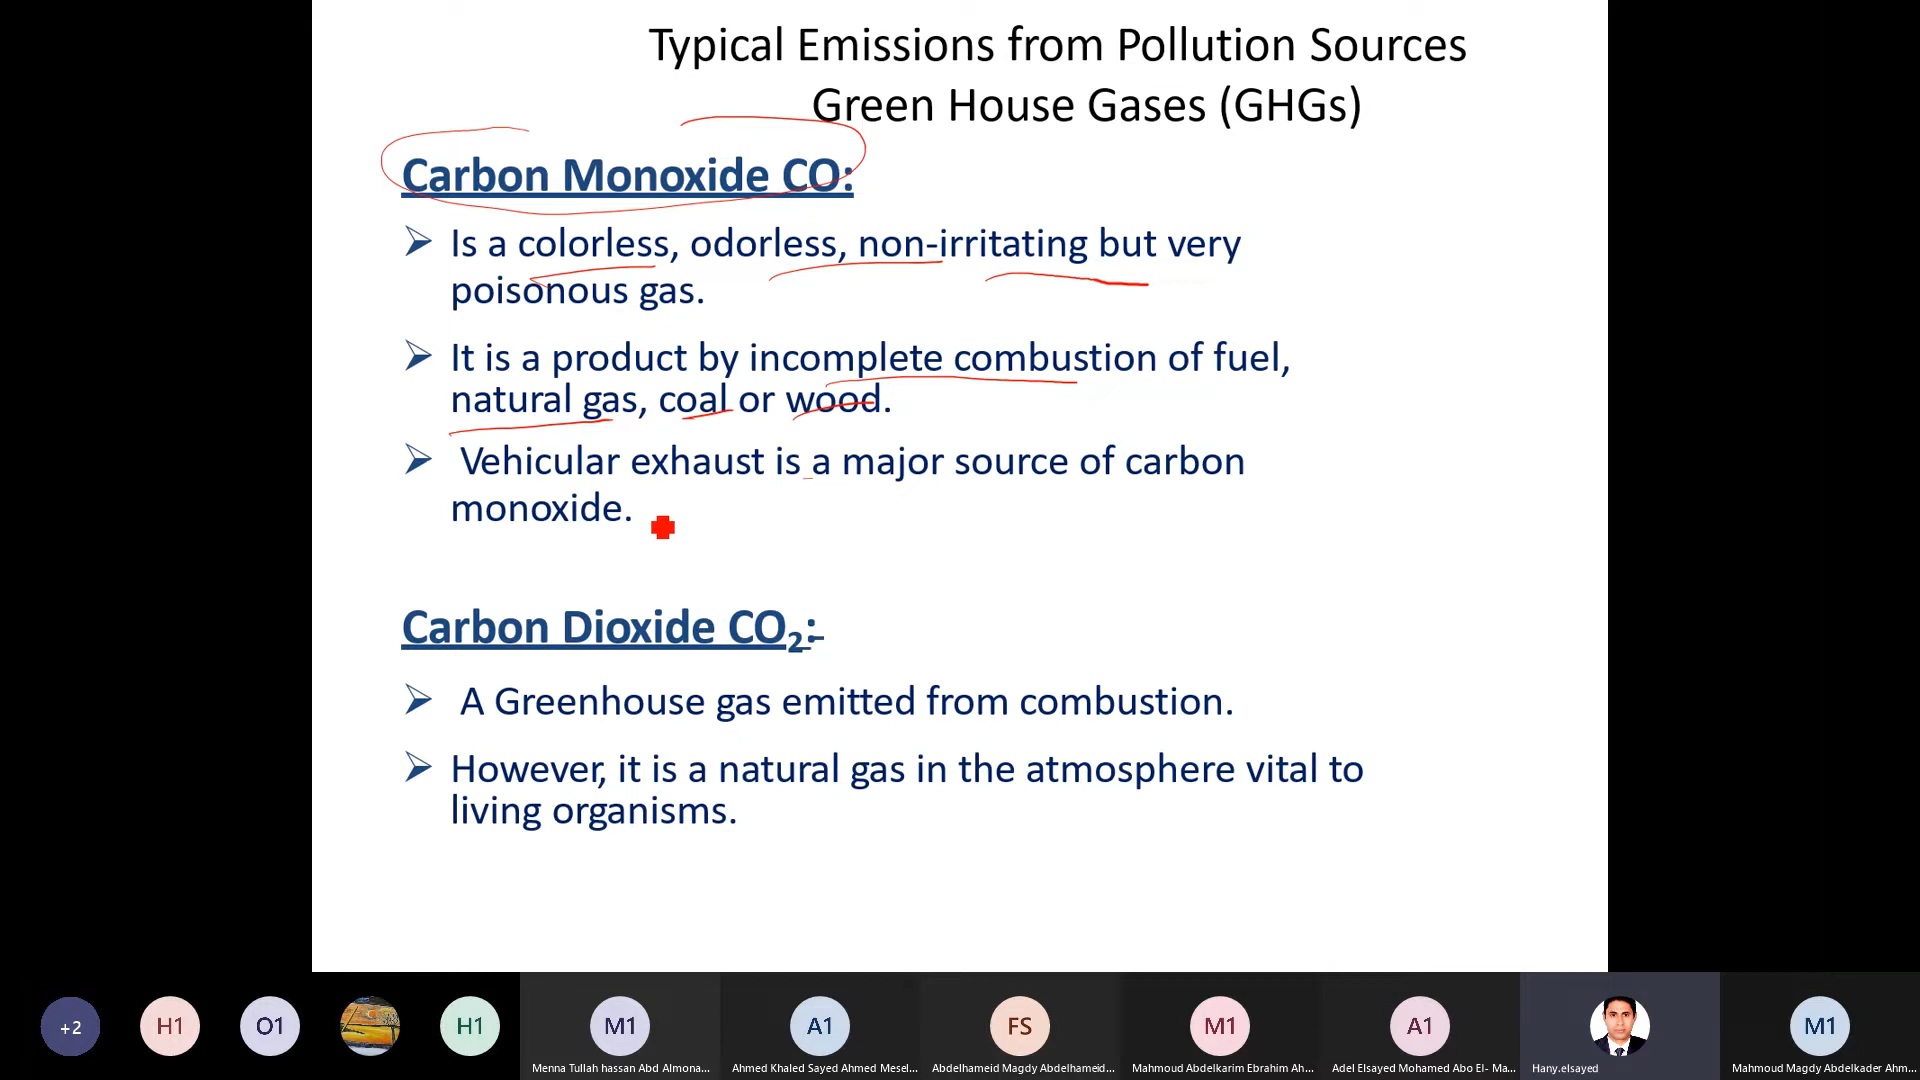 Typical Emissions from Pollution Sources
Green House Gases (GHGs)
Carbon Monoxide CO:
Is a colorless, odorless, non-irritating but very
poisonous gas.
It is a product by incomplete combustion of fuel,
natural gas, coal or wood.
Vehicular exhaust is a major source of carbon
monoxide.
Carbon Dioxide CO₂:-
A Greenhouse gas emitted from combustion.
However, it is a natural gas in the atmosphere vital to
living organisms.
+2
H1
O1
H1
M1
A1
FS
M1
A1
M1
Menna Tullah hassan Abd Almona...
Ahmed Khaled Sayed Ahmed Mesel...
Abdelhameid Magdy Abdelhameid...
Mahmoud Abdelkarim Ebrahim Ah...
Adel Elsayed Mohamed Abo El- Ma...
Hany.elsayed
Mahmoud Magdy Abdelkader Ahm...